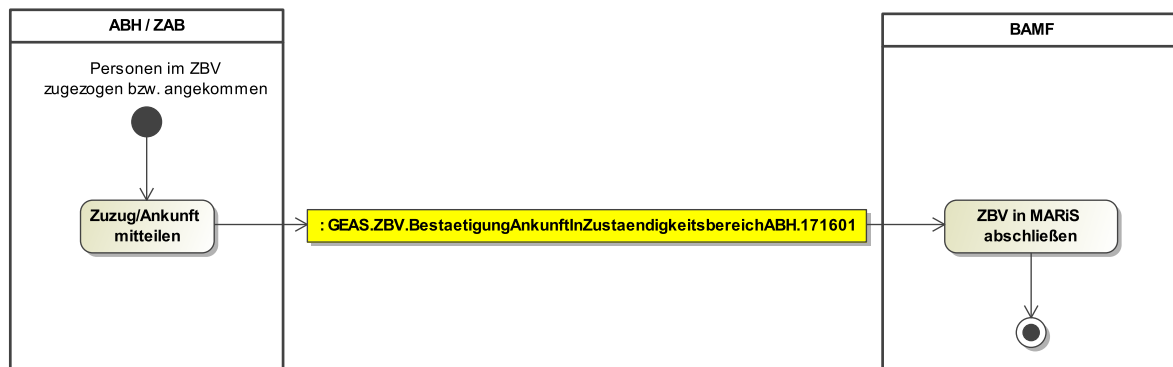 ABH / ZAB
Personen im ZBV
zugezogen bzw. angekommen
Zuzug/Ankunft
mitteilen
: GEAS.ZBV.BestaetigungAnkunftInZustaendigkeitsbereichABH.171601
BAMF
ZBV in MARiS
abschließen